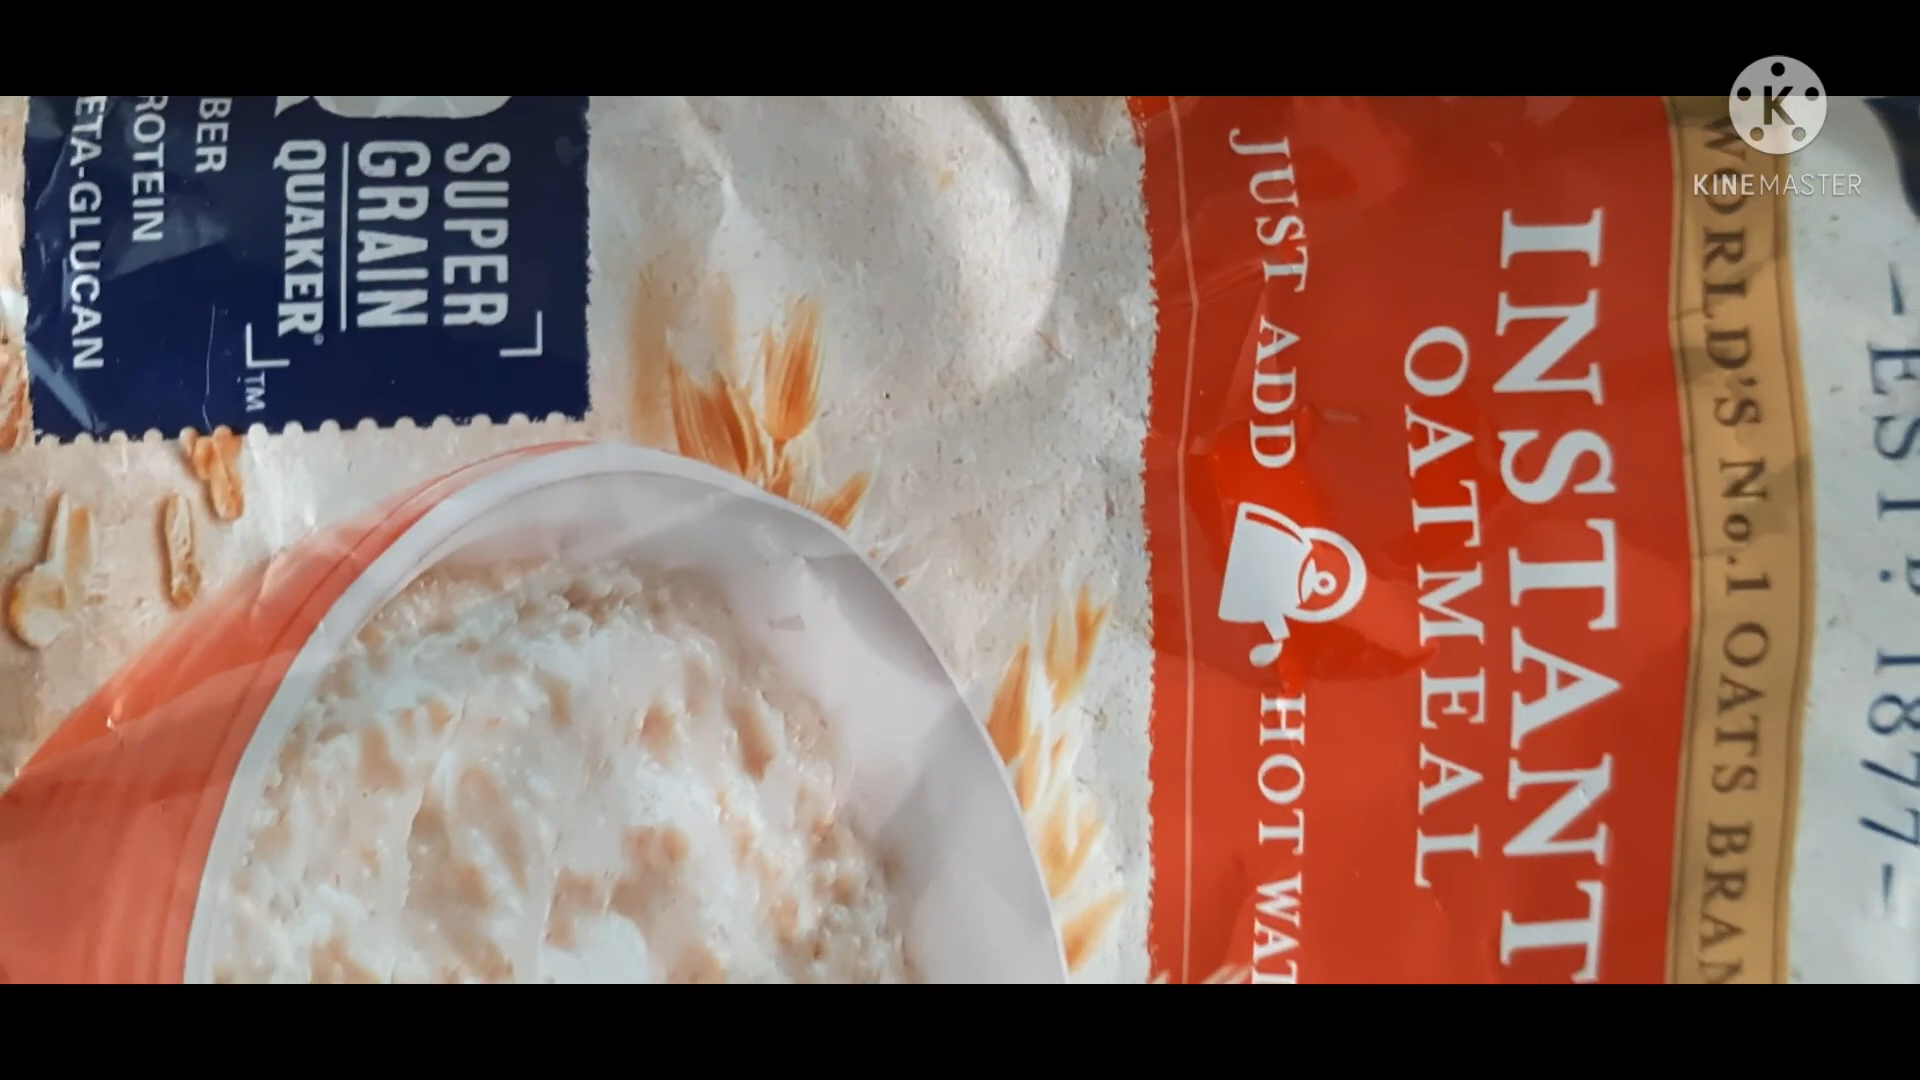 -ESTD.1877-
WORLD'S No.1 OATS BRAN
INSTANT
OATMEAL
JUST ADD HOT WAT
SUPER
GRAIN
QUAKER®
TM
BER
ROTEIN
ETA-GLUCAN
K
KINEMASTER